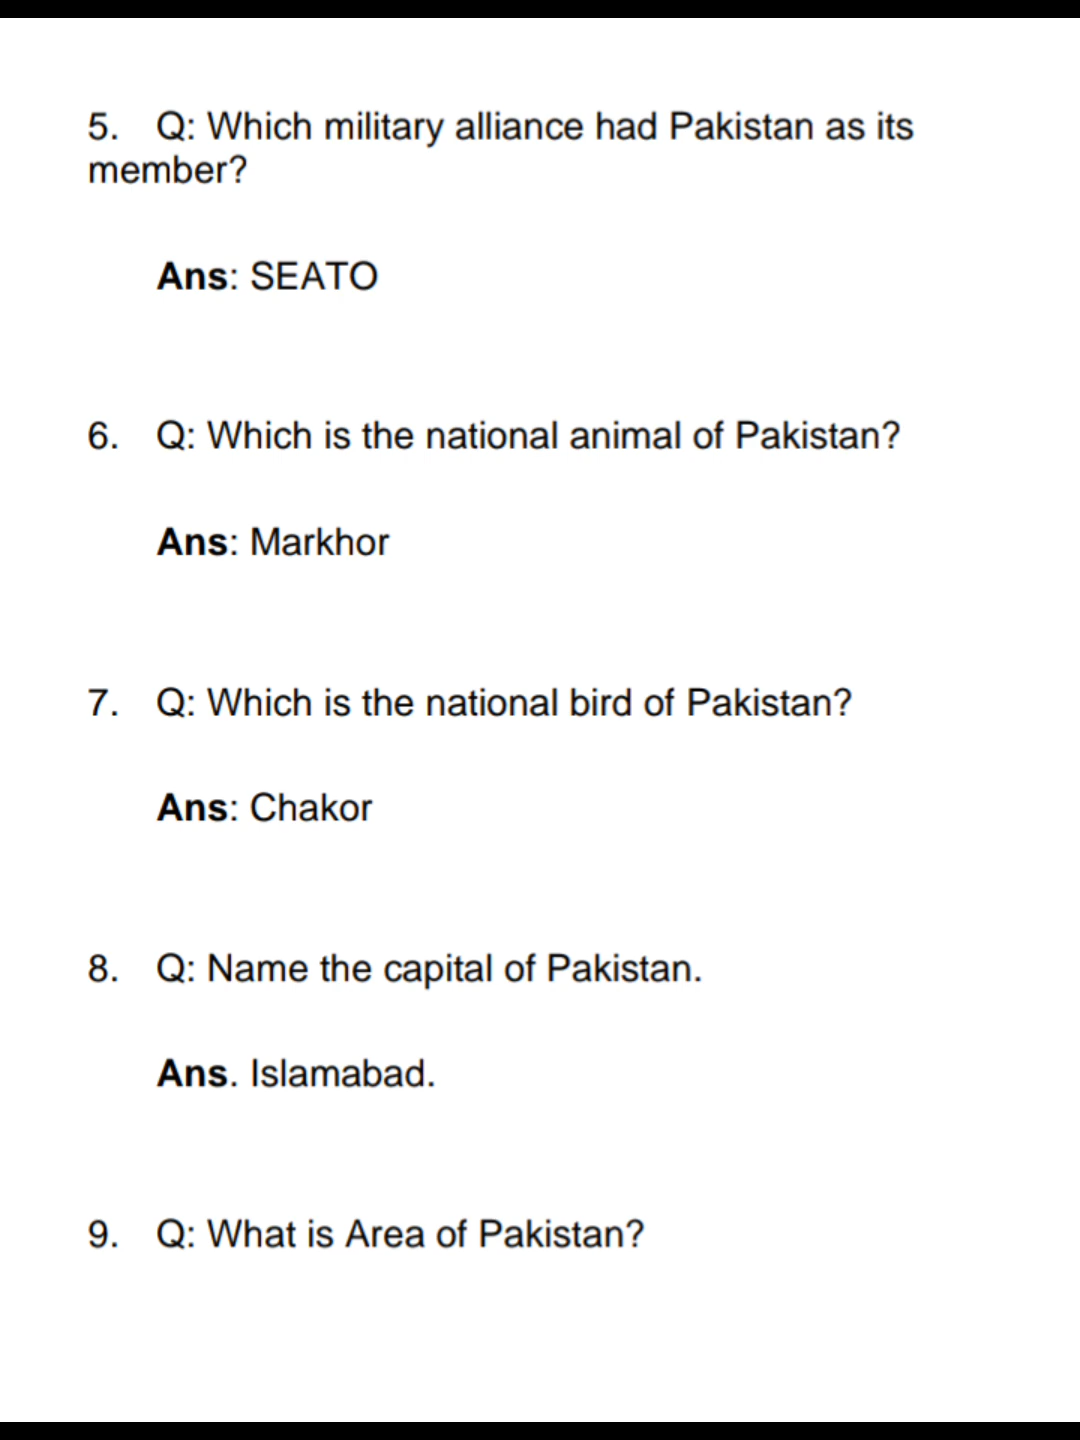 5. Q: Which military alliance had Pakistan as its
member?
Ans: SEATO
6. Q: Which is the national animal of Pakistan?
Ans: Markhor
7. Q: Which is the national bird of Pakistan?
Ans: Chakor
8. Q: Name the capital of Pakistan.
Ans. Islamabad.
9. Q: What is Area of Pakistan?